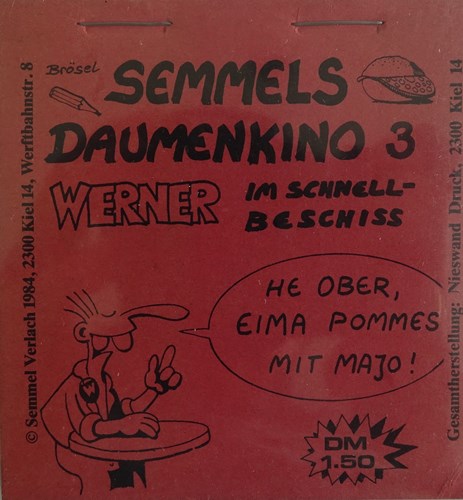 Brösel
SEMMELS
DAUMENKINO 3
WERNER
IM SCHNELL-
BESCHISS
HE OBER,
EIMA POMMES
MIT MAJO!
W
DM
1.50
© Semmel Verlach 1984, 2300 Kiel 14, Werftbahnstr. 8
Gesamtherstellung: Nieswand Druck, 2300 Kiel 14